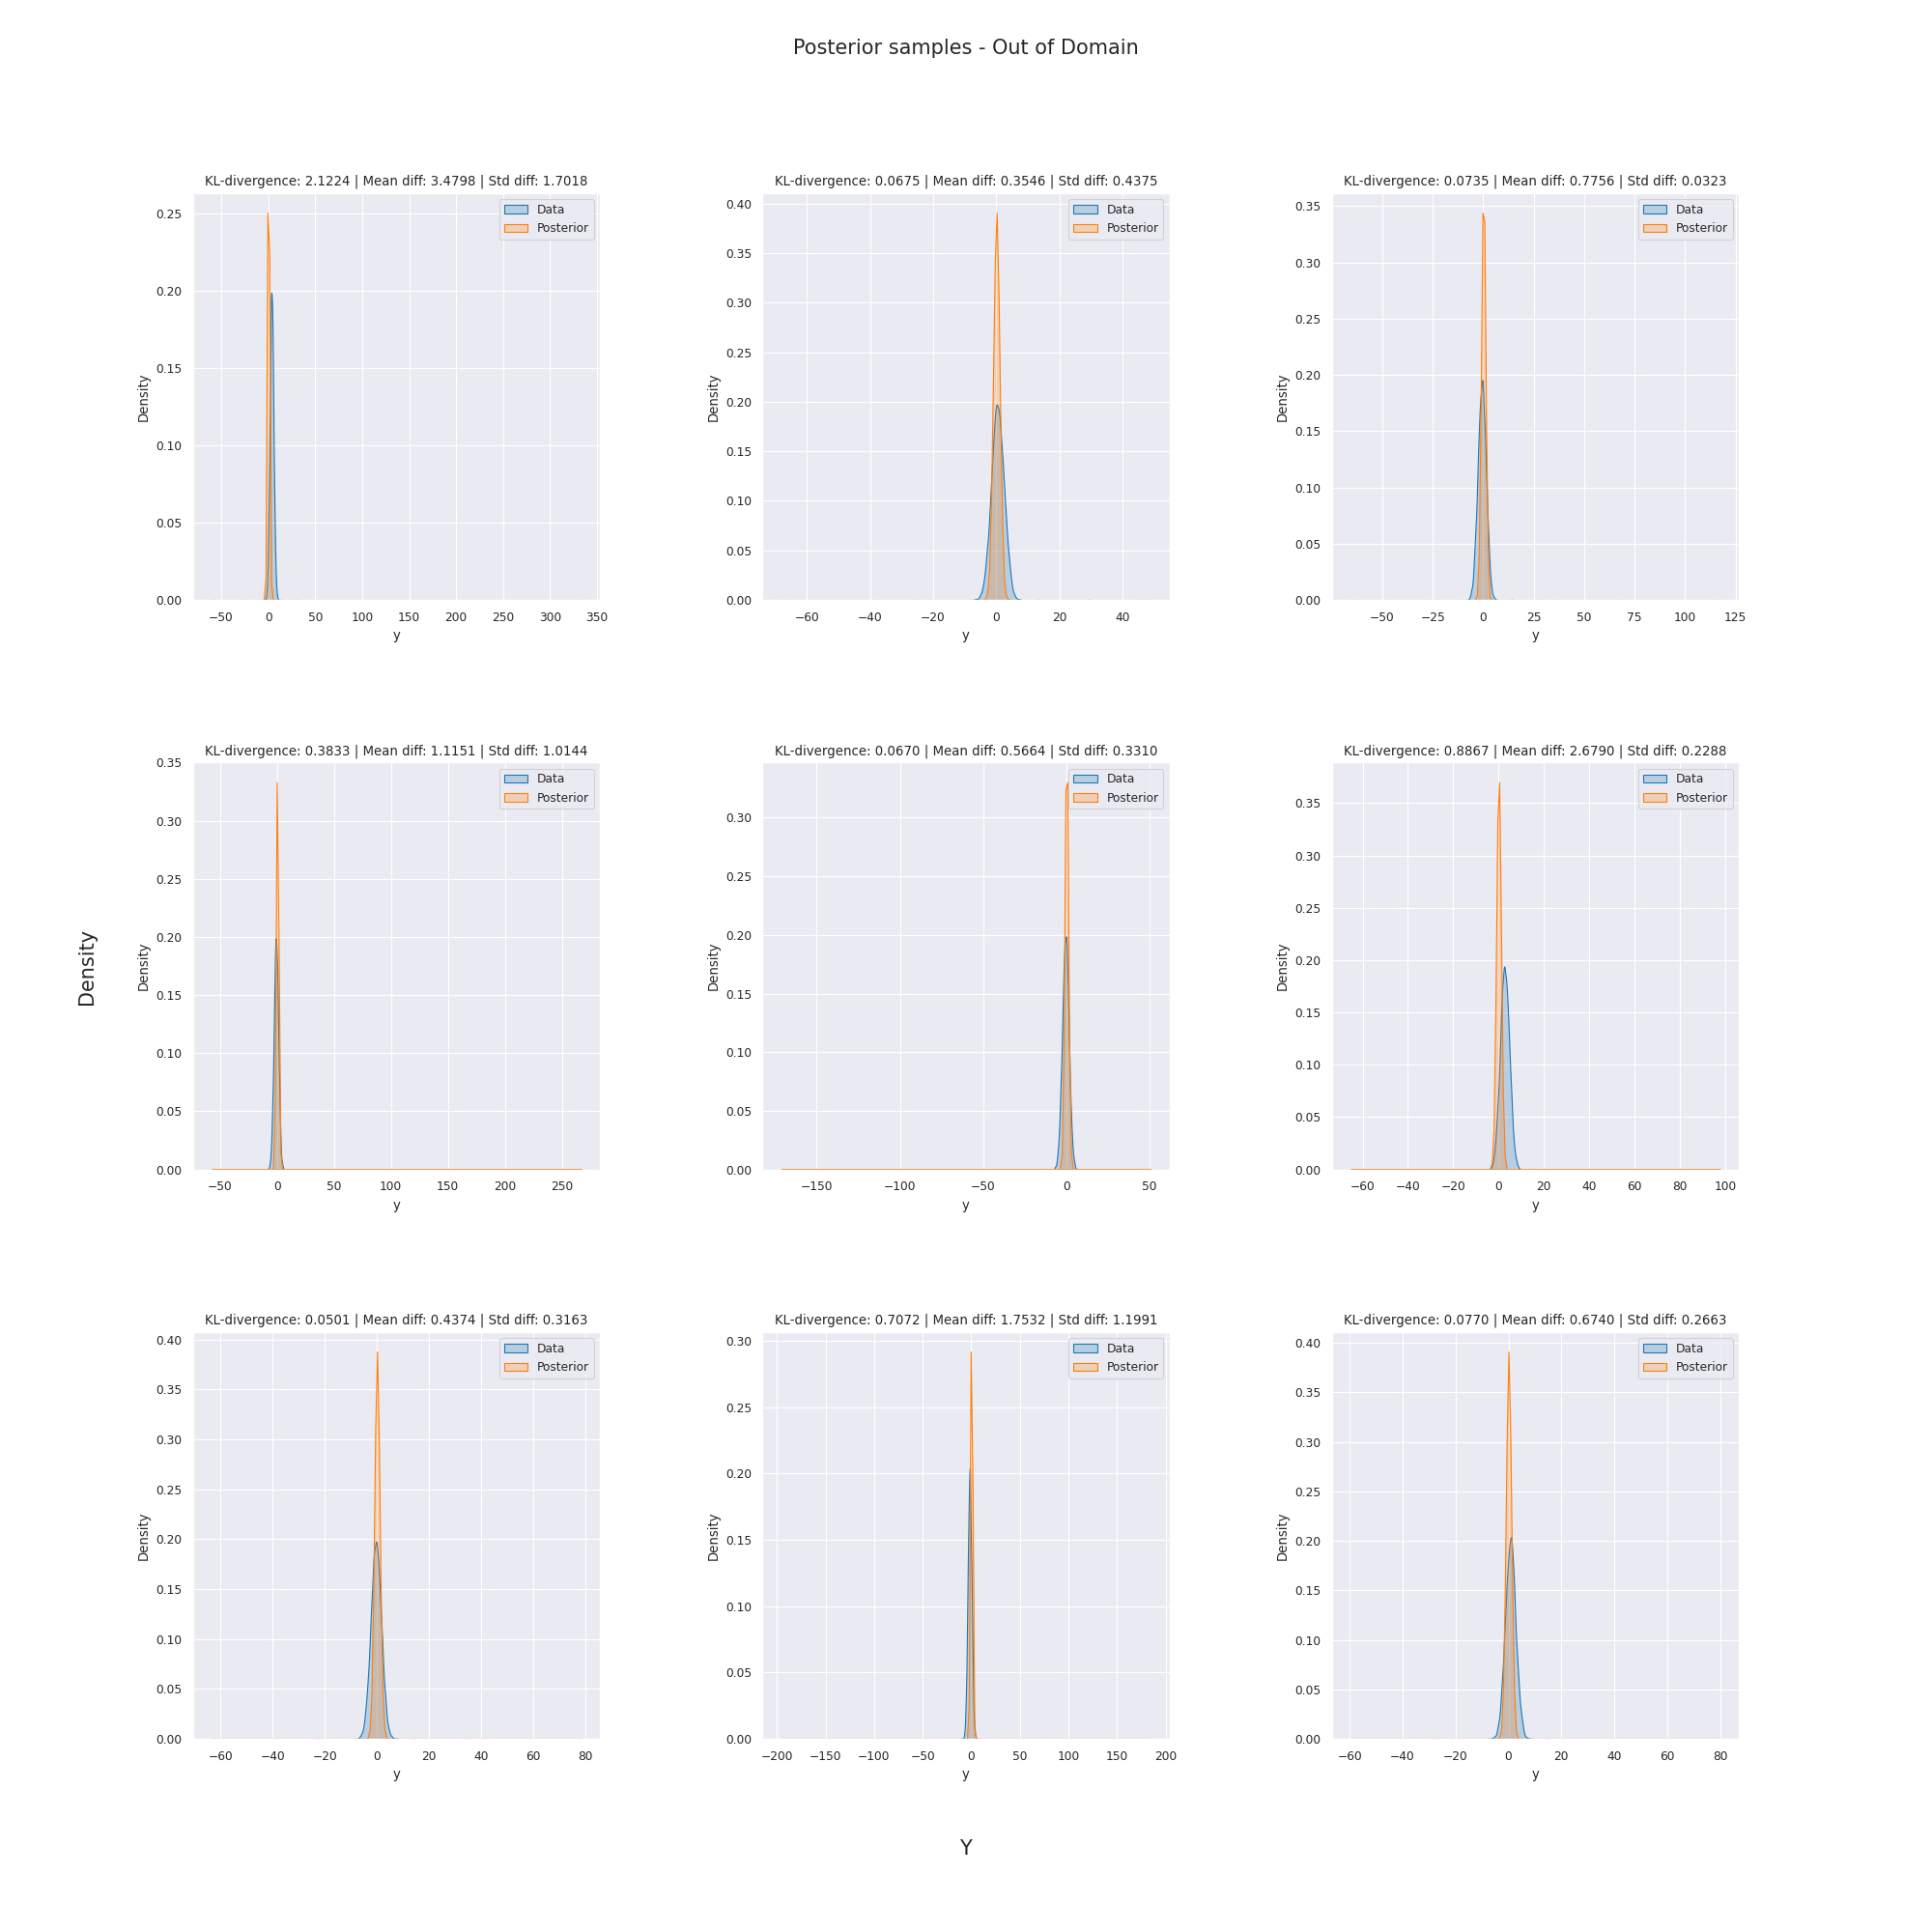 Posterior samples - Out of Domain
KL-divergence: 2.1224 | Mean diff: 3.4798 | Std diff: 1.7018
Data
Posterior
0.25
0.20
0.15
0.10
0.05
0.00
Density
−50 0 50 100 150 200 250 300 350
y
KL-divergence: 0.0675 | Mean diff: 0.3546 | Std diff: 0.4375
Data
Posterior
0.40
0.35
0.30
0.25
0.20
0.15
0.10
0.05
0.00
Density
−60 −40 −20 0 20 40
y
KL-divergence: 0.0735 | Mean diff: 0.7756 | Std diff: 0.0323
Data
Posterior
0.35
0.30
0.25
0.20
0.15
0.10
0.05
0.00
Density
−50 −25 0 25 50 75 100 125
y
KL-divergence: 0.3833 | Mean diff: 1.1151 | Std diff: 1.0144
Data
Posterior
0.35
0.30
0.25
0.20
0.15
0.10
0.05
0.00
Density
−50 0 50 100 150 200 250
y
KL-divergence: 0.0670 | Mean diff: 0.5664 | Std diff: 0.3310
Data
Posterior
0.30
0.25
0.20
0.15
0.10
0.05
0.00
Density
−150 −100 −50 0 50
y
KL-divergence: 0.8867 | Mean diff: 2.6790 | Std diff: 0.2288
Data
Posterior
0.35
0.30
0.25
0.20
0.15
0.10
0.05
0.00
Density
−60 −40 −20 0 20 40 60 80 100
y
Density
KL-divergence: 0.0501 | Mean diff: 0.4374 | Std diff: 0.3163
Data
Posterior
0.40
0.35
0.30
0.25
0.20
0.15
0.10
0.05
0.00
Density
−60 −40 −20 0 20 40 60 80
y
KL-divergence: 0.7072 | Mean diff: 1.7532 | Std diff: 1.1991
Data
Posterior
0.30
0.25
0.20
0.15
0.10
0.05
0.00
Density
−200 −150 −100 −50 0 50 100 150 200
y
KL-divergence: 0.0770 | Mean diff: 0.6740 | Std diff: 0.2663
Data
Posterior
0.40
0.35
0.30
0.25
0.20
0.15
0.10
0.05
0.00
Density
−60 −40 −20 0 20 40 60 80
y
Y